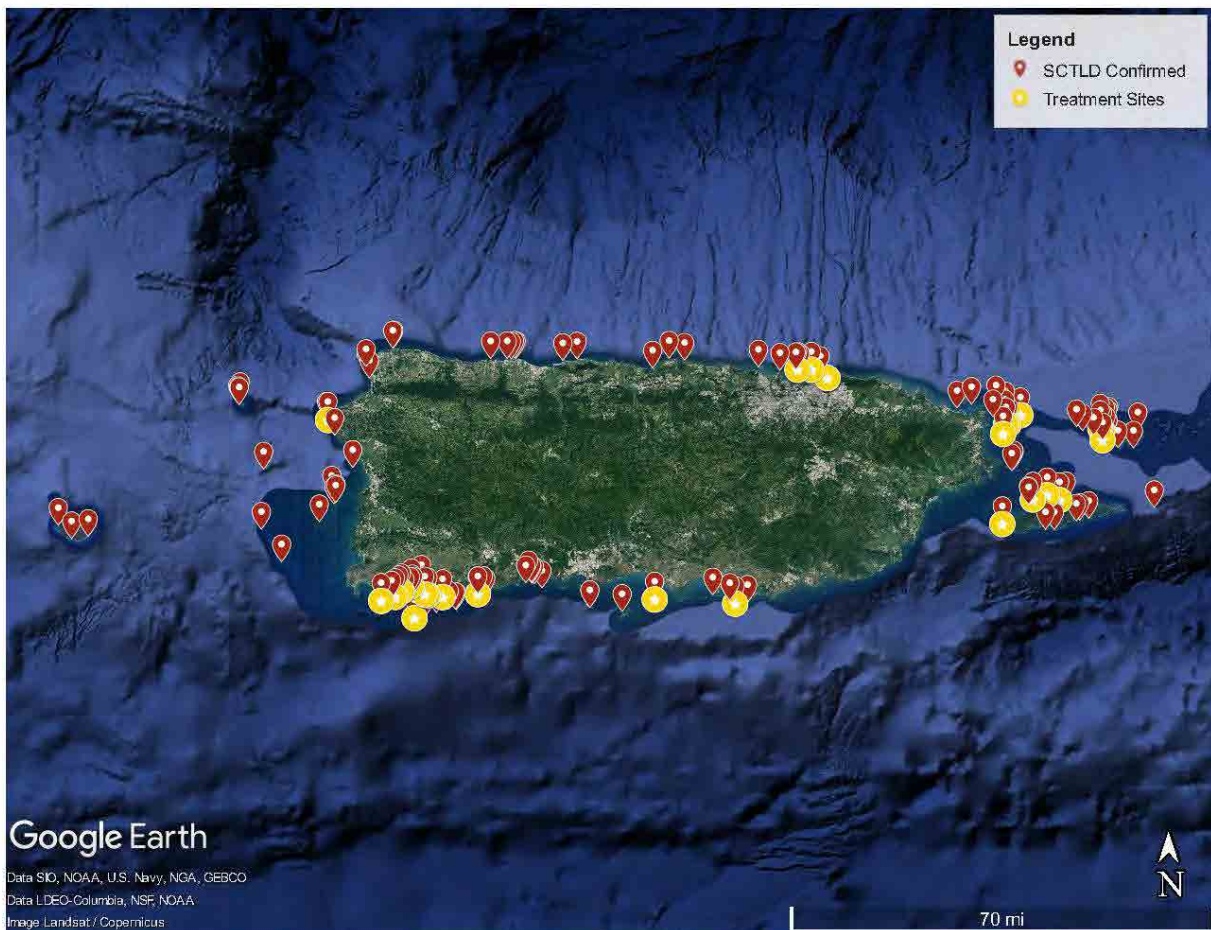 Legend
SCTLD Confirmed
Treatment Sites
Google Earth
Data SIO, NOAA, U.S. Navy, NGA, GEBCO
Data LDEO-Columbia, NSF, NOAA
Image Landsat / Copernicus
N
70 mi